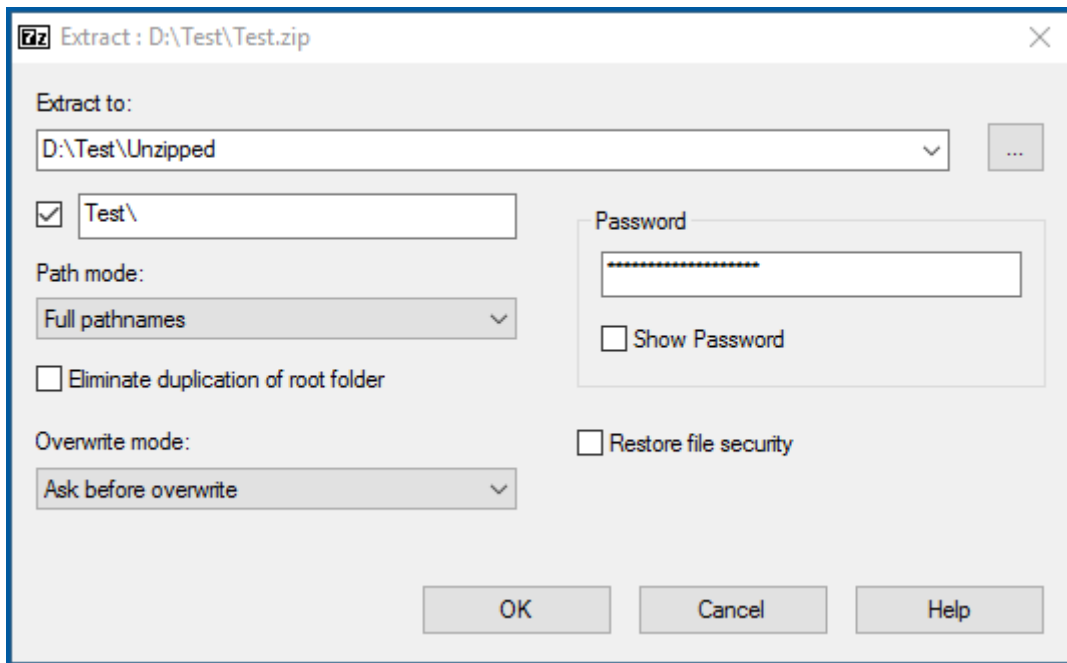 7z Extract : D:\Test\Test.zip
Extract to:
D:\Test\Unzipped
...
Test\
Password
*******************
Path mode:
Full pathnames
Show Password
Eliminate duplication of root folder
Overwrite mode:
Restore file security
Ask before overwrite
OK Cancel Help